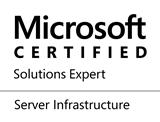 Microsoft
CERTIFIED
Solutions Expert
Server Infrastructure